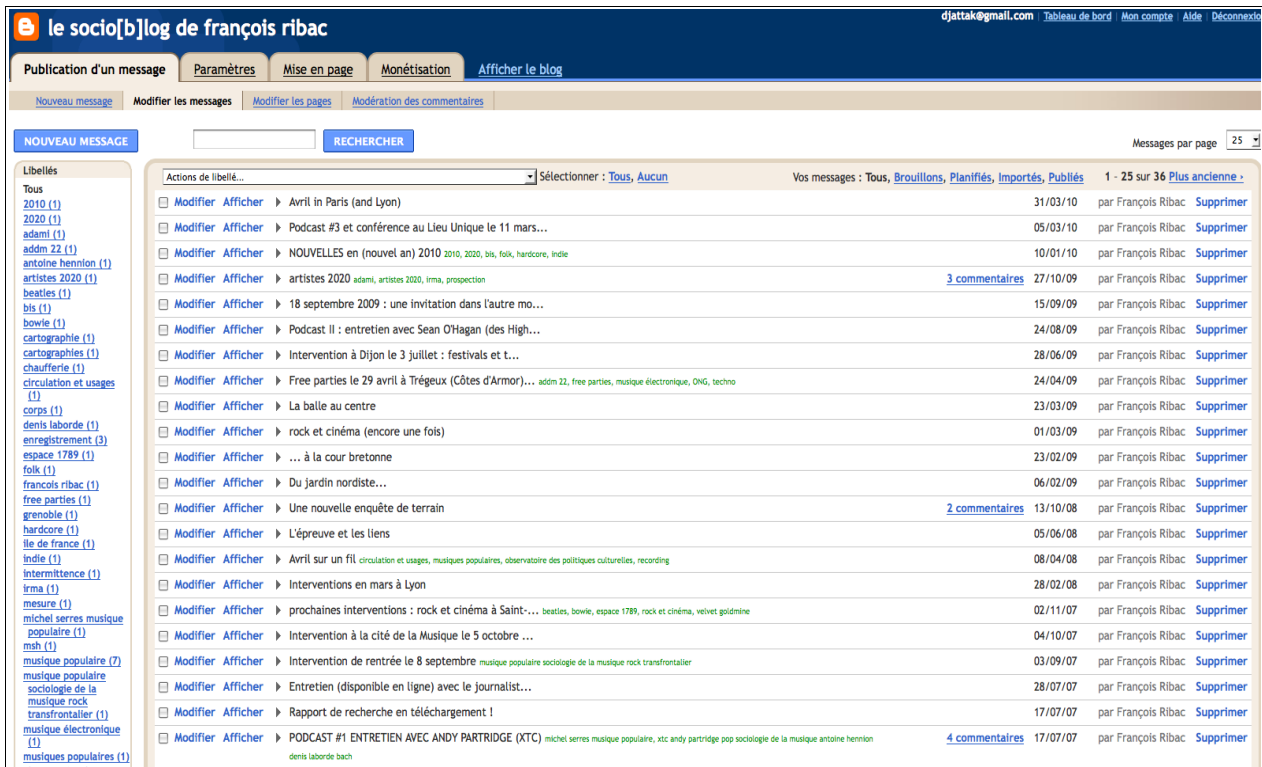 le socio[b]log de françois ribac
djattak@gmail.com | Tableau de bord | Mon compte | Aide | Déconnexio
Publication d'un message Paramètres Mise en page Monétisation Afficher le blog
Nouveau message Modifier les messages Modifier les pages Modération des commentaires
NOUVEAU MESSAGE RECHERCHER Messages par page 25
Libellés
Tous
2010 (1)
2020 (1)
adami (1)
addm 22 (1)
antoine hennion (1)
artistes 2020 (1)
beatles (1)
bis (1)
bowie (1)
cartographie (1)
cartographies (1)
chaufferie (1)
circulation et usages
(1)
corps (1)
denis laborde (1)
enregistrement (3)
espace 1789 (1)
folk (1)
francois ribac (1)
free parties (1)
grenoble (1)
hardcore (1)
ile de france (1)
indie (1)
intermittence (1)
irma (1)
mesure (1)
michel serres musique
populaire (1)
msh (1)
musique populaire (7)
musique populaire
sociologie de la
musique rock
transfrontalier (1)
musique électronique
(1)
musiques populaires (1)
Actions de libellé... Sélectionner : Tous, Aucun Vos messages : Tous, Brouillons, Planifiés, Importés, Publiés 1 - 25 sur 36 Plus ancienne ›
Modifier Afficher Avril in Paris (and Lyon) 31/03/10 par François Ribac Supprimer
Modifier Afficher Podcast #3 et conférence au Lieu Unique le 11 mars... 05/03/10 par François Ribac Supprimer
Modifier Afficher NOUVELLES en (nouvel an) 2010 2010, 2020, bis, folk, hardcore, indie 10/01/10 par François Ribac Supprimer
Modifier Afficher artistes 2020 adami, artistes 2020, irma, prospection 3 commentaires 27/10/09 par François Ribac Supprimer
Modifier Afficher 18 septembre 2009 : une invitation dans l'autre mo... 15/09/09 par François Ribac Supprimer
Modifier Afficher Podcast II : entretien avec Sean O'Hagan (des High... 24/08/09 par François Ribac Supprimer
Modifier Afficher Intervention à Dijon le 3 juillet : festivals et t... 28/06/09 par François Ribac Supprimer
Modifier Afficher Free parties le 29 avril à Trégeux (Côtes d'Armor)... addm 22, free parties, musique électronique, ONG, techno 24/04/09 par François Ribac Supprimer
Modifier Afficher La balle au centre 23/03/09 par François Ribac Supprimer
Modifier Afficher rock et cinéma (encore une fois) 01/03/09 par François Ribac Supprimer
Modifier Afficher ... à la cour bretonne 23/02/09 par François Ribac Supprimer
Modifier Afficher Du jardin nordiste... 06/02/09 par François Ribac Supprimer
Modifier Afficher Une nouvelle enquête de terrain 2 commentaires 13/10/08 par François Ribac Supprimer
Modifier Afficher L'épreuve et les liens 05/06/08 par François Ribac Supprimer
Modifier Afficher Avril sur un fil circulation et usages, musiques populaires, observatoire des politiques culturelles, recording 08/04/08 par François Ribac Supprimer
Modifier Afficher Interventions en mars à Lyon 28/02/08 par François Ribac Supprimer
Modifier Afficher prochaines interventions : rock et cinéma à Saint-... beatles, bowie, espace 1789, rock et cinéma, velvet goldmine 02/11/07 par François Ribac Supprimer
Modifier Afficher Intervention à la cité de la Musique le 5 octobre ... 04/10/07 par François Ribac Supprimer
Modifier Afficher Intervention de rentrée le 8 septembre musique populaire sociologie de la musique rock transfrontalier 03/09/07 par François Ribac Supprimer
Modifier Afficher Entretien (disponible en ligne) avec le journalist... 28/07/07 par François Ribac Supprimer
Modifier Afficher Rapport de recherche en téléchargement ! 17/07/07 par François Ribac Supprimer
Modifier Afficher PODCAST #1 ENTRETIEN AVEC ANDY PARTRIDGE (XTC) michel serres musique populaire, xtc andy partridge pop sociologie de la musique antoine hennion 4 commentaires 17/07/07 par François Ribac Supprimer
denis laborde bach